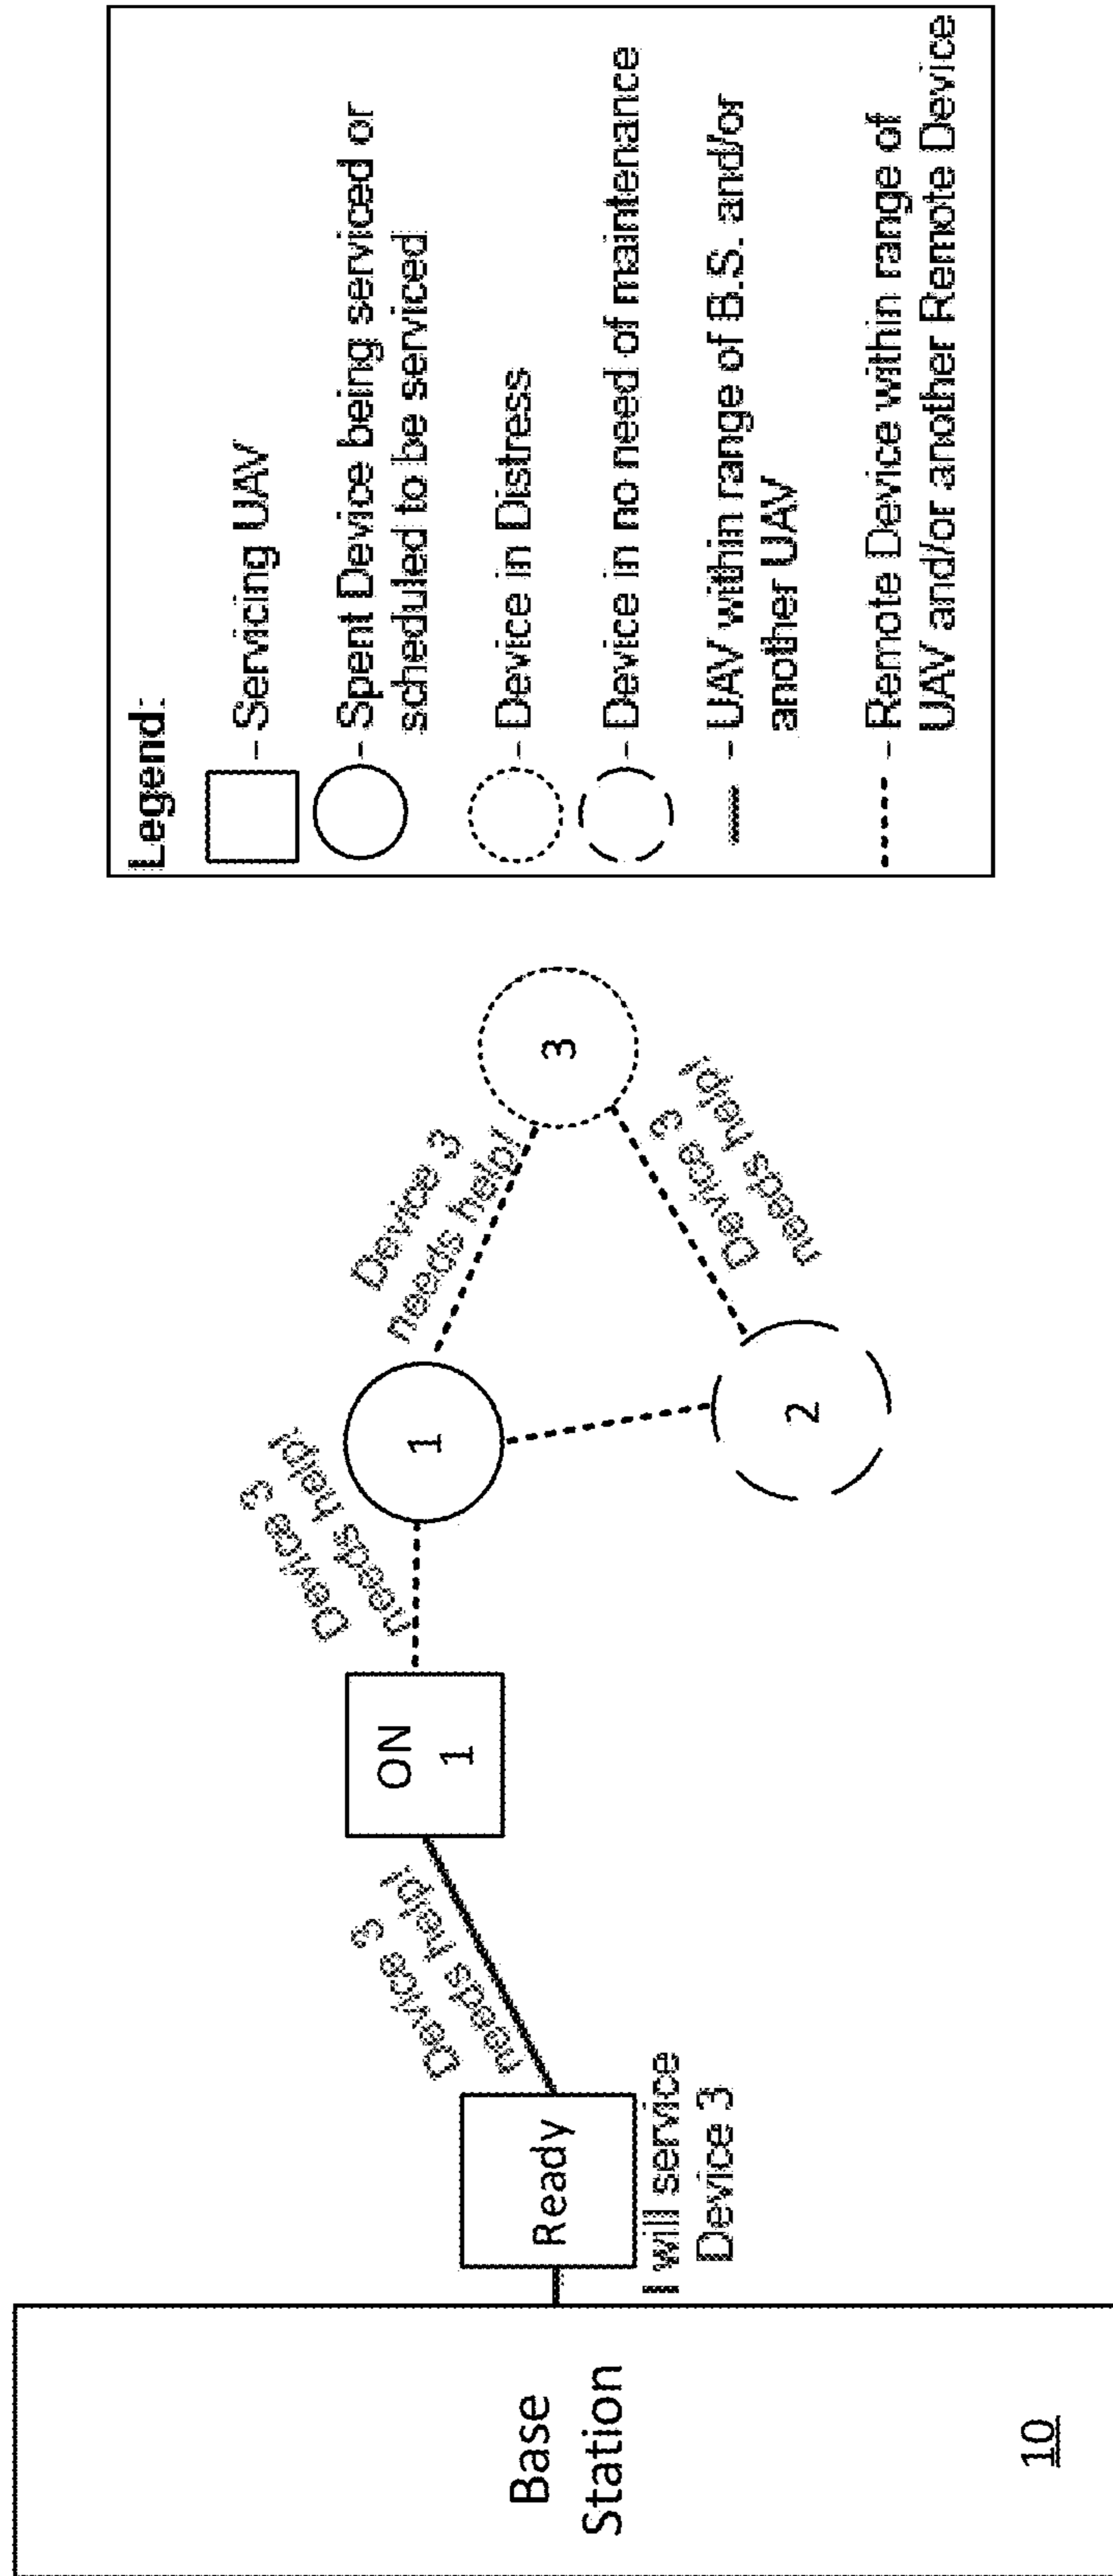 Base
Station
10
Ready
I will service
Device 3
Device 3
needs help!
ON
1
Device 3
needs help!
1
Device 3
needs help!
2
Device 3
needs help!
3
Legend:
- Servicing UAV
- Spent Device being serviced or
scheduled to be serviced
- Device in Distress
- Device in no need of maintenance
- UAV within range of B.S. and/or
another UAV
- Remote Device within range of
UAV and/or another Remote Device